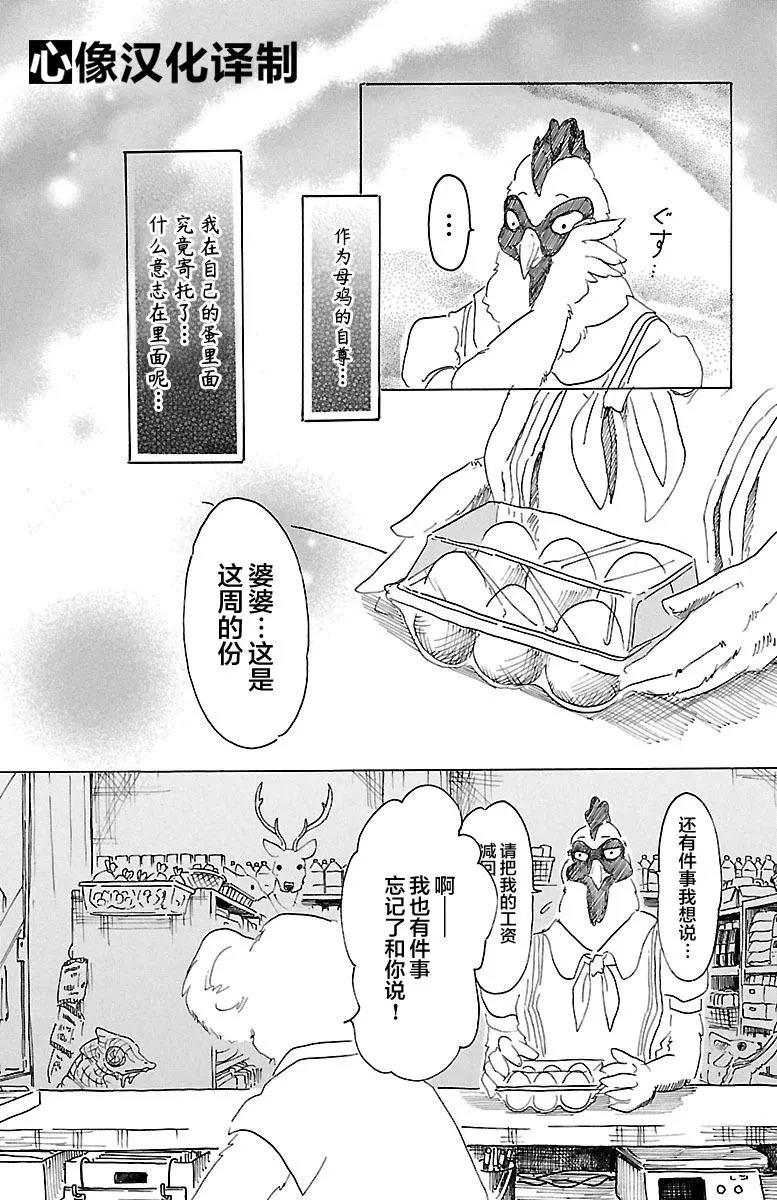 心像汉化译制
…
ぐす…
作为母鸡的自尊…
我在自己的蛋里面
究竟寄托了…
什么意志在里面呢…
婆婆…这是
这周的份
还有件事我想说…
请把我的工资
减回
啊——
我也有件事
忘记了和你说！